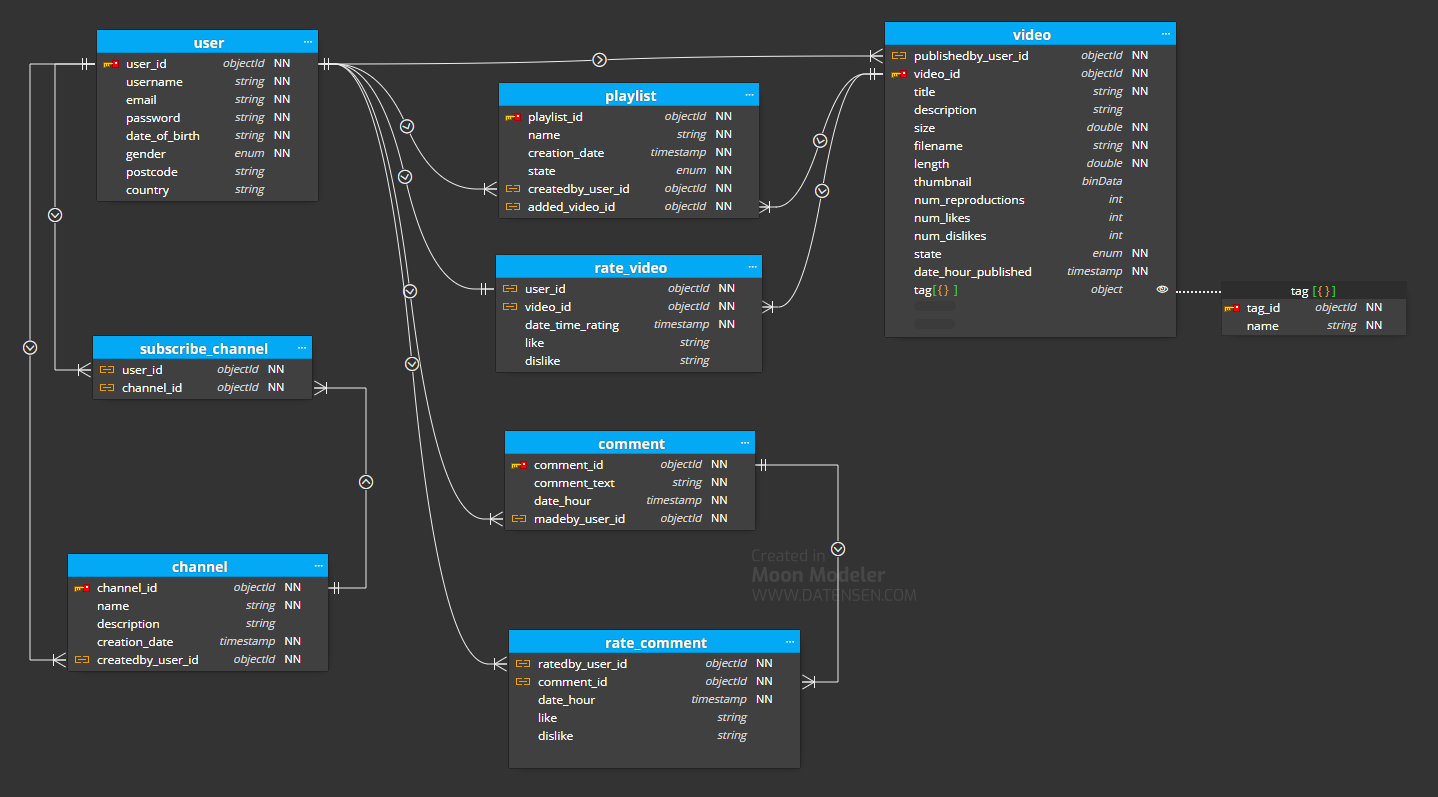 user ...
user_id objectId NN
username string NN
email string NN
password string NN
date_of_birth string NN
gender enum NN
postcode string
country string
video ...
publishedby_user_id objectId NN
video_id objectId NN
title string NN
description string
size double NN
filename string NN
length double NN
thumbnail binData
num_reproductions int
num_likes int
num_dislikes int
state enum NN
date_hour_published timestamp NN
tag[{} ] object
tag [{}]
tag_id objectId NN
name string NN
playlist ...
playlist_id objectId NN
name string NN
creation_date timestamp NN
state enum NN
createdby_user_id objectId NN
added_video_id objectId NN
rate_video ...
user_id objectId NN
video_id objectId NN
date_time_rating timestamp NN
like string
dislike string
subscribe_channel ...
user_id objectId NN
channel_id objectId NN
comment ...
comment_id objectId NN
comment_text string NN
date_hour timestamp NN
madeby_user_id objectId NN
channel ...
channel_id objectId NN
name string NN
description string
creation_date timestamp NN
createdby_user_id objectId NN
Created in
Moon Modeler
WWW.DATENSEN.COM
rate_comment ...
ratedby_user_id objectId NN
comment_id objectId NN
date_hour timestamp NN
like string
dislike string